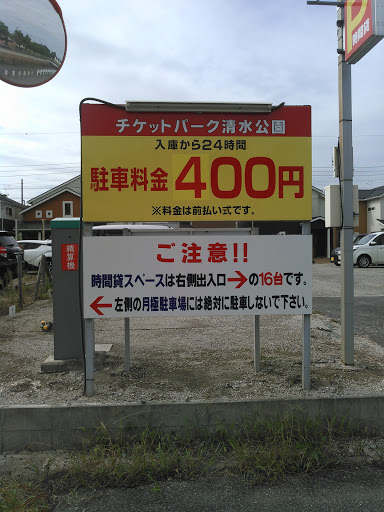 チケットパーク清水公園
入庫から24時間
駐車料金400円
※料金は前払い式です。
ご注意!!
時間貸スペースは右側出入口→の16台です。
←左側の月極駐車場には絶対に駐車しないで下さい。
精算機
P
時間貸